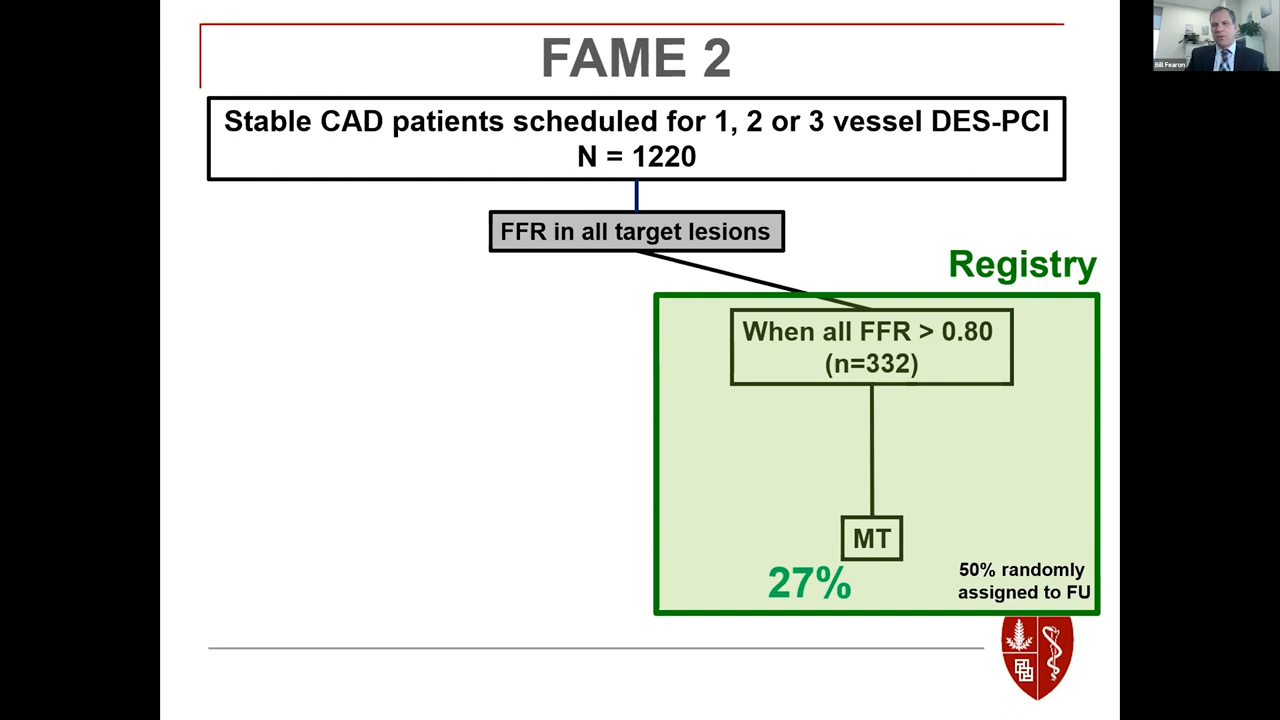 FAME 2
Stable CAD patients scheduled for 1, 2 or 3 vessel DES-PCI
N = 1220
FFR in all target lesions
Registry
When all FFR > 0.80
(n=332)
MT
27%
50% randomly
assigned to FU
Bill Fearon